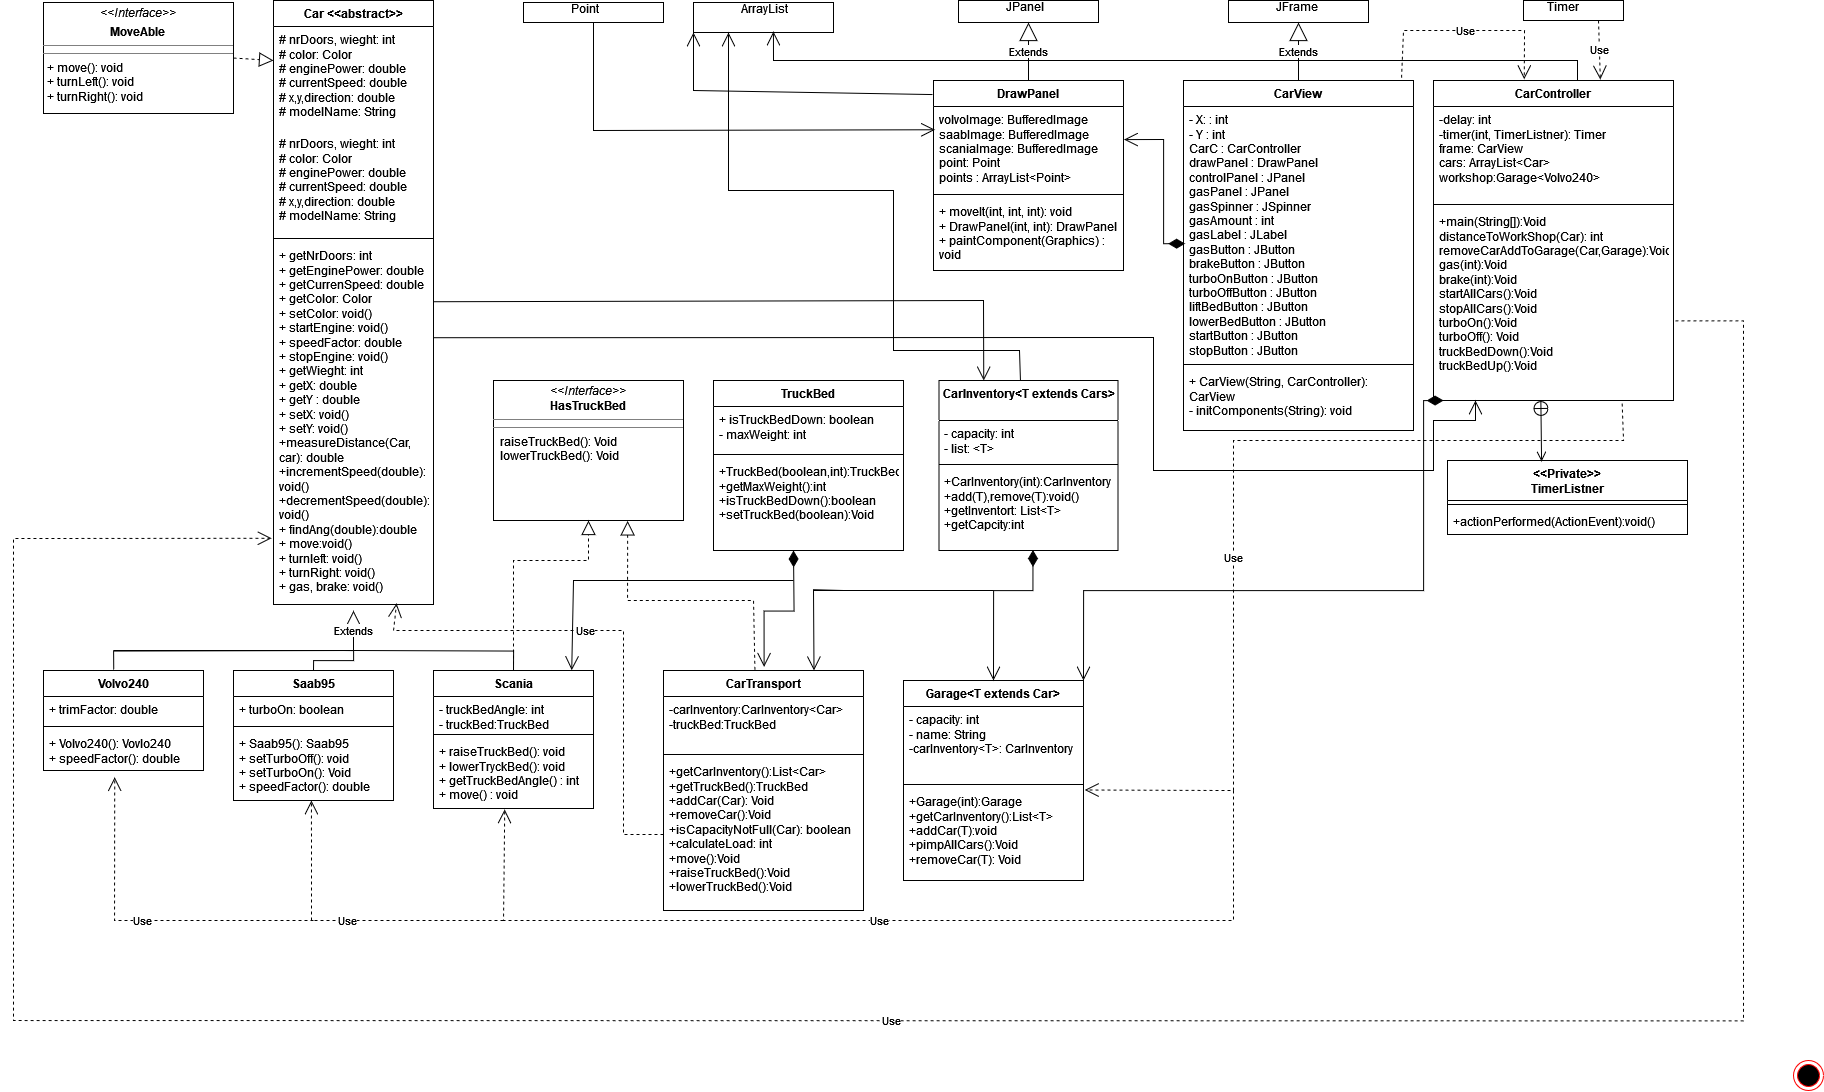 <<Interface>>
MoveAble
+ move(): void
+ turnLeft(): void
+ turnRight(): void
Car <<abstract>>
# nrDoors, wieght: int
# color: Color
# enginePower: double
# currentSpeed: double
# x,y,direction: double
# modelName: String
# nrDoors, wieght: int
# color: Color
# enginePower: double
# currentSpeed: double
# x,y,direction: double
# modelName: String
+ getNrDoors: int
+ getEnginePower: double
+ getCurrenSpeed: double
+ getColor: Color
+ setColor: void()
+ startEngine: void()
+ speedFactor: double
+ stopEngine: void()
+ getWieght: int
+ getX: double
+ getY : double
+ setX: void()
+ setY: void()
+measureDistance(Car,
car): double
+incrementSpeed(double):
void()
+decrementSpeed(double):
void()
+ findAng(double):double
+ move:void()
+ turnleft: void()
+ turnRight: void()
+ gas, brake: void()
Point
ArrayList
JPanel
Extends
JFrame
Extends
Timer
Use
Use
DrawPanel
volvoImage: BufferedImage
saabImage: BufferedImage
scaniaImage: BufferedImage
point: Point
points : ArrayList<Point>
+ moveIt(int, int, int): void
+ DrawPanel(int, int): DrawPanel
+ paintComponent(Graphics) :
void
CarView
- X: : int
- Y : int
CarC : CarController
drawPanel : DrawPanel
controlPanel : JPanel
gasPanel : JPanel
gasSpinner : JSpinner
gasAmount : int
gasLabel : JLabel
gasButton : JButton
brakeButton : JButton
turboOnButton : JButton
turboOffButton : JButton
liftBedButton : JButton
lowerBedButton : JButton
startButton : JButton
stopButton : JButton
+ CarView(String, CarController):
CarView
- initComponents(String): void
CarController
-delay: int
-timer(int, TimerListner): Timer
frame: CarView
cars: ArrayList<Car>
workshop:Garage<Volvo240>
+main(String[]):Void
distanceToWorkShop(Car): int
removeCarAddToGarage(Car,Garage):Voic
gas(int):Void
brake(int):Void
startAllCars():Void
stopAllCars():Void
turboOn():Void
turboOff(): Void
truckBedDown():Void
truckBedUp():Void
<<Interface>>
HasTruckBed
raiseTruckBed(): Void
lowerTruckBed(): Void
TruckBed
+ isTruckBedDown: boolean
- maxWeight: int
+TruckBed(boolean,int):TruckBec
+getMaxWeight():int
+isTruckBedDown():boolean
+setTruckBed(boolean):Void
CarInventory<T extends Cars>
- capacity: int
- list: <T>
+CarInventory(int):CarInventory
+add(T),remove(T):void()
+getInventort: List<T>
+getCapcity:int
<<Private>>
TimerListner
+actionPerformed(ActionEvent):void()
Use
Extends
Use
Volvo240
+ trimFactor: double
+ Volvo240(): Vovlo240
+ speedFactor(): double
Saab95
+ turboOn: boolean
+ Saab95(): Saab95
+ setTurboOff(): void
+ setTurboOn(): Void
+ speedFactor(): double
Scania
- truckBedAngle: int
- truckBed:TruckBed
+ raiseTruckBed(): void
+ lowerTryckBed(): void
+ getTruckBedAngle() : int
+ move() : void
CarTransport
-carInventory:CarInventory<Car>
-truckBed:TruckBed
+getCarInventory():List<Car>
+getTruckBed():TruckBed
+addCar(Car): Void
+removeCar():Void
+isCapacityNotFull(Car): boolean
+calculateLoad: int
+move():Void
+raiseTruckBed():Void
+lowerTruckBed():Void
Garage<T extends Car>
- capacity: int
- name: String
-carInventory<T>: CarInventory
+Garage(int):Garage
+getCarInventory():List<T>
+addCar(T):void
+pimpAllCars():Void
+removeCar(T): Void
Use
Use
Use
Use